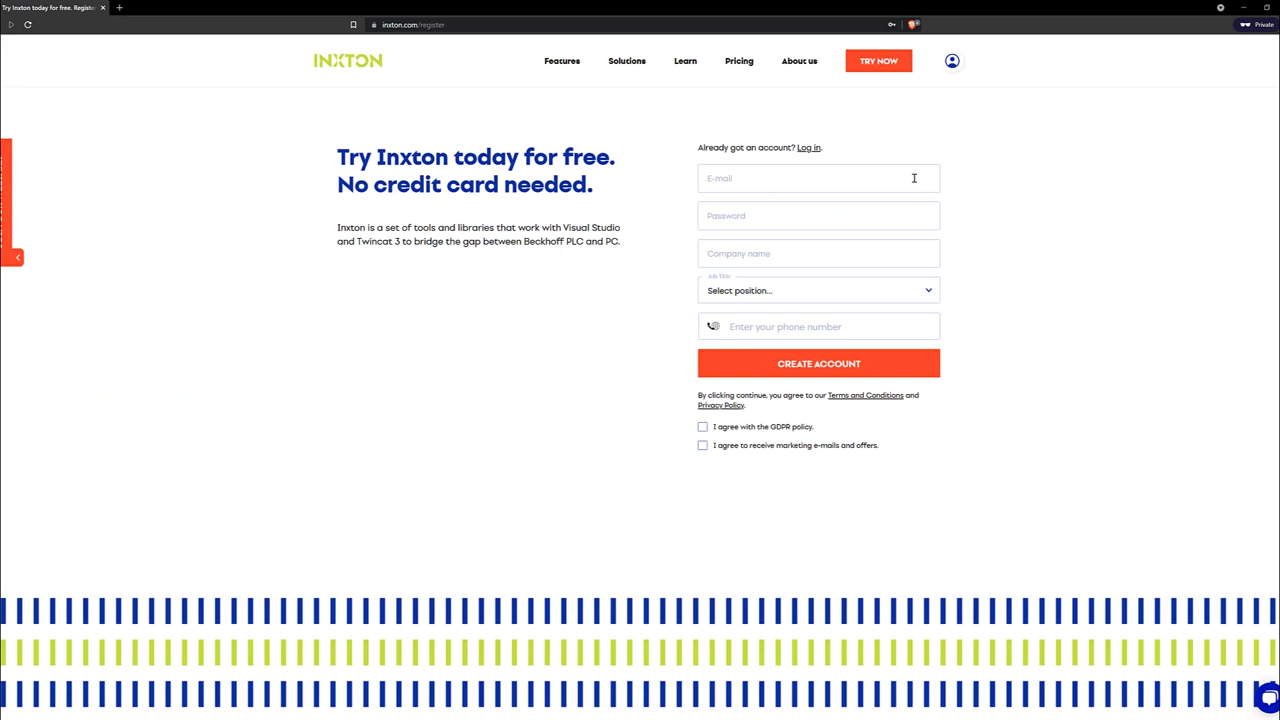 Try Inxton today for free. Registe
inxton.com/register
Private
INXTON
Features
Solutions
Learn
Pricing
About us
TRY NOW
Try Inxton today for free.
No credit card needed.
Inxton is a set of tools and libraries that work with Visual Studio
and Twincat 3 to bridge the gap between Beckhoff PLC and PC.
Already got an account? Log in.
E-mail
Password
Company name
Job title
Select position...
Enter your phone number
CREATE ACCOUNT
By clicking continue, you agree to our Terms and Conditions and
Privacy Policy.
I agree with the GDPR policy.
I agree to receive marketing e-mails and offers.